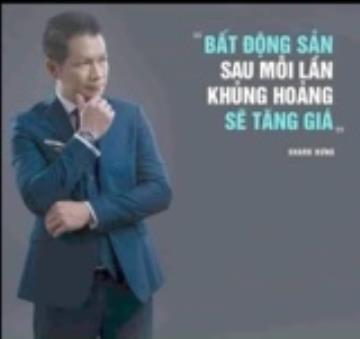 "BẤT ĐỘNG SẢN
SAU MỖI LẦN
KHỦNG HOẢNG
SẼ TĂNG GIÁ"